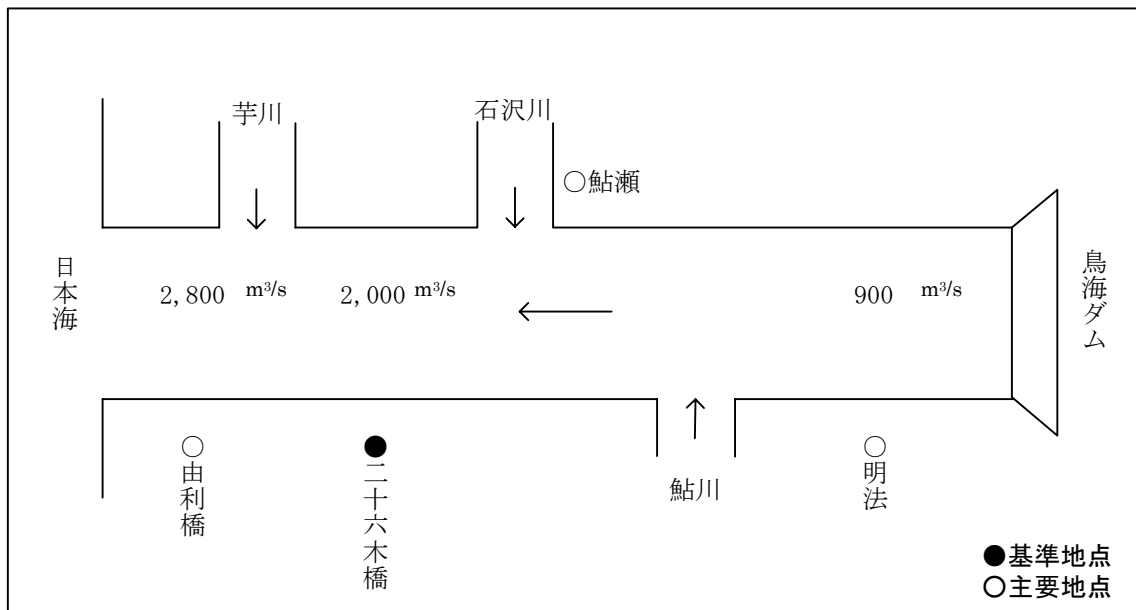 芋川
石沢川
○鮎瀬
日本海
2,800 m³/s
2,000 m³/s
900 m³/s
鳥海ダム
○由利橋
●二十六木橋
鮎川
○明法
●基準地点
○主要地点